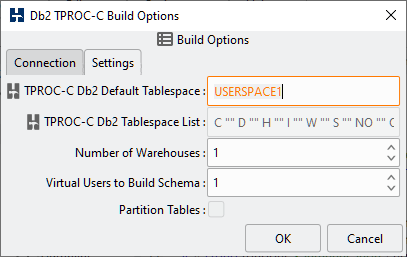 Db2 TPROC-C Build Options
Build Options
Connection Settings
TPROC-C Db2 Default Tablespace : USERSPACE1
TPROC-C Db2 Tablespace List : C "" D "" H "" I "" W "" S "" NO "" C
Number of Warehouses : 1
Virtual Users to Build Schema : 1
Partition Tables :
OK Cancel